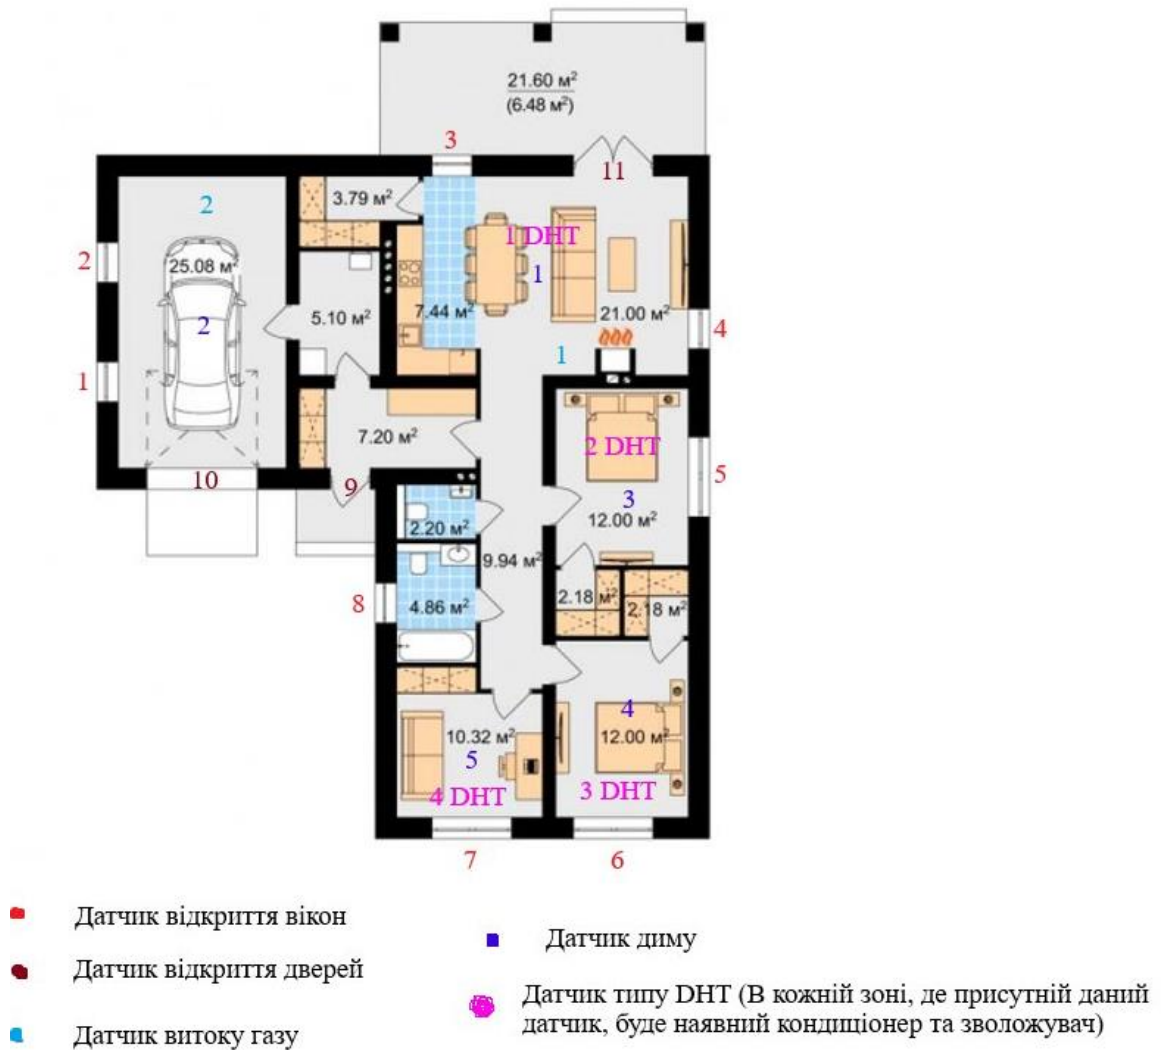 21.60 м²
(6.48 м²)
3
11
3.79 м²
2
1 DHT
2
25.08 м²
1
2
5.10 м²
7.44 м²
21.00 м²
4
1
1
7.20 м²
2 DHT
5
10
9
3
2.20 м²
12.00 м²
9.94 м²
8
4.86 м²
2.18 м²
2.18 м²
4
10.32 м²
12.00 м²
5
4 DHT
3 DHT
7
6
Датчик відкриття вікон
Датчик диму
Датчик відкриття дверей
Датчик типу DHT (В кожній зоні, де присутній даний
датчик, буде наявний кондиціонер та зволожувач)
Датчик витоку газу